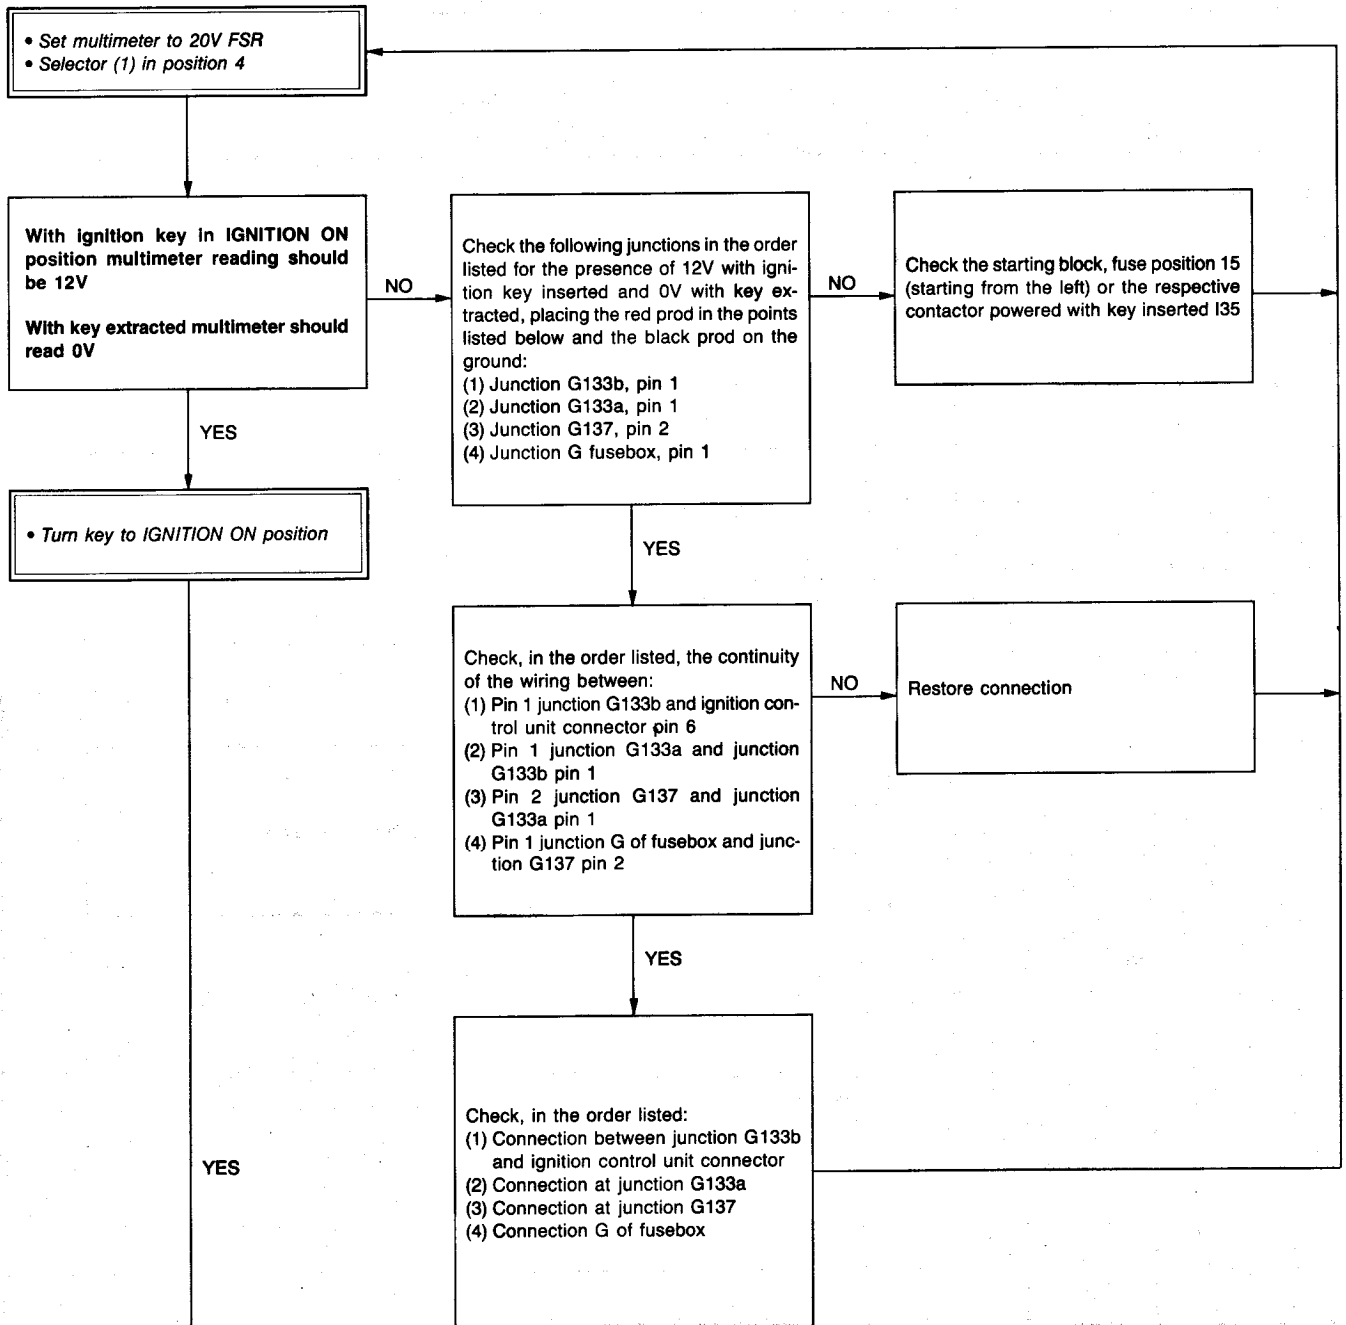 • Set multimeter to 20V FSR
• Selector (1) in position 4
With ignition key in IGNITION ON
position multimeter reading should
be 12V
With key extracted multimeter should
read 0V
NO
Check the following junctions in the order
listed for the presence of 12V with igni-
tion key inserted and 0V with key ex-
tracted, placing the red prod in the points
listed below and the black prod on the
ground:
(1) Junction G133b, pin 1
(2) Junction G133a, pin 1
(3) Junction G137, pin 2
(4) Junction G fusebox, pin 1
NO
Check the starting block, fuse position 15
(starting from the left) or the respective
contactor powered with key inserted I35
YES
• Turn key to IGNITION ON position
YES
Check, in the order listed, the continuity
of the wiring between:
(1) Pin 1 junction G133b and ignition con-
trol unit connector pin 6
(2) Pin 1 junction G133a and junction
G133b pin 1
(3) Pin 2 junction G137 and junction
G133a pin 1
(4) Pin 1 junction G of fusebox and junc-
tion G137 pin 2
NO
Restore connection
YES
Check, in the order listed:
(1) Connection between junction G133b
and ignition control unit connector
(2) Connection at junction G133a
(3) Connection at junction G137
(4) Connection G of fusebox
YES